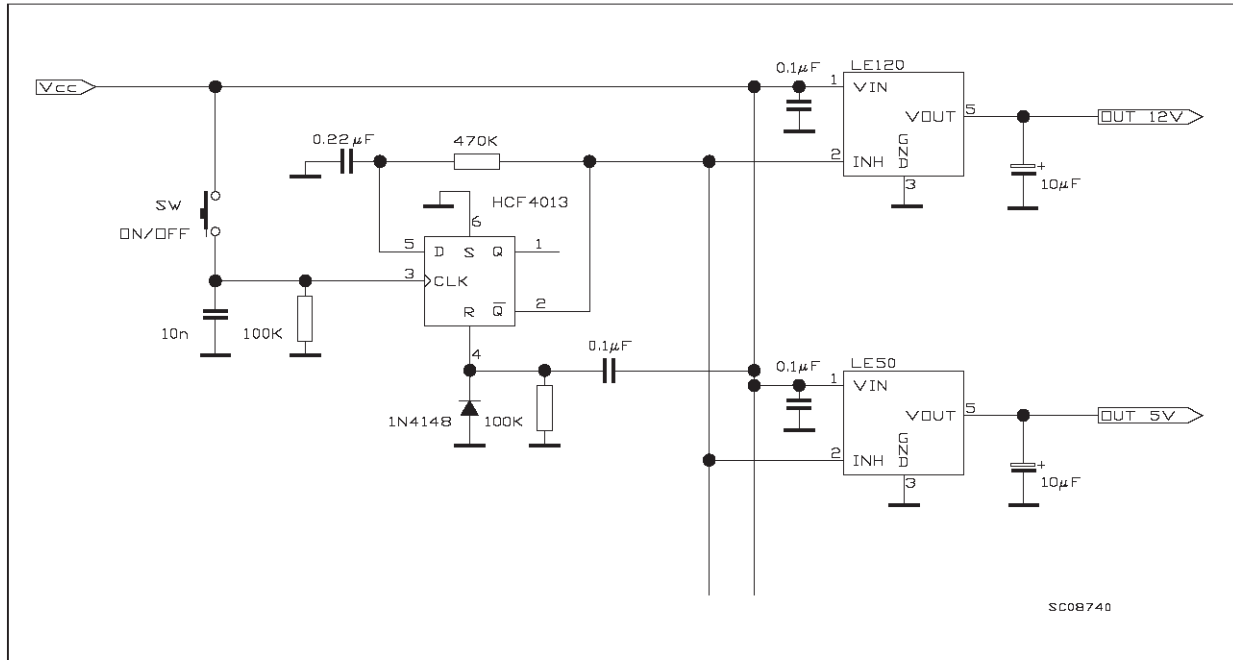 Vcc
0.1μF
LE120
1
VIN
VOUT
5
OUT 12V
2
INH
GND
3
+
10μF
0.22μF
470K
SW
ON/OFF
HCF4013
6
5
D
S
Q
1
3
CLK
R
Q
2
4
10n
100K
0.1μF
1N4148
100K
0.1μF
LE50
1
VIN
VOUT
5
OUT 5V
2
INH
GND
3
+
10μF
SC08740